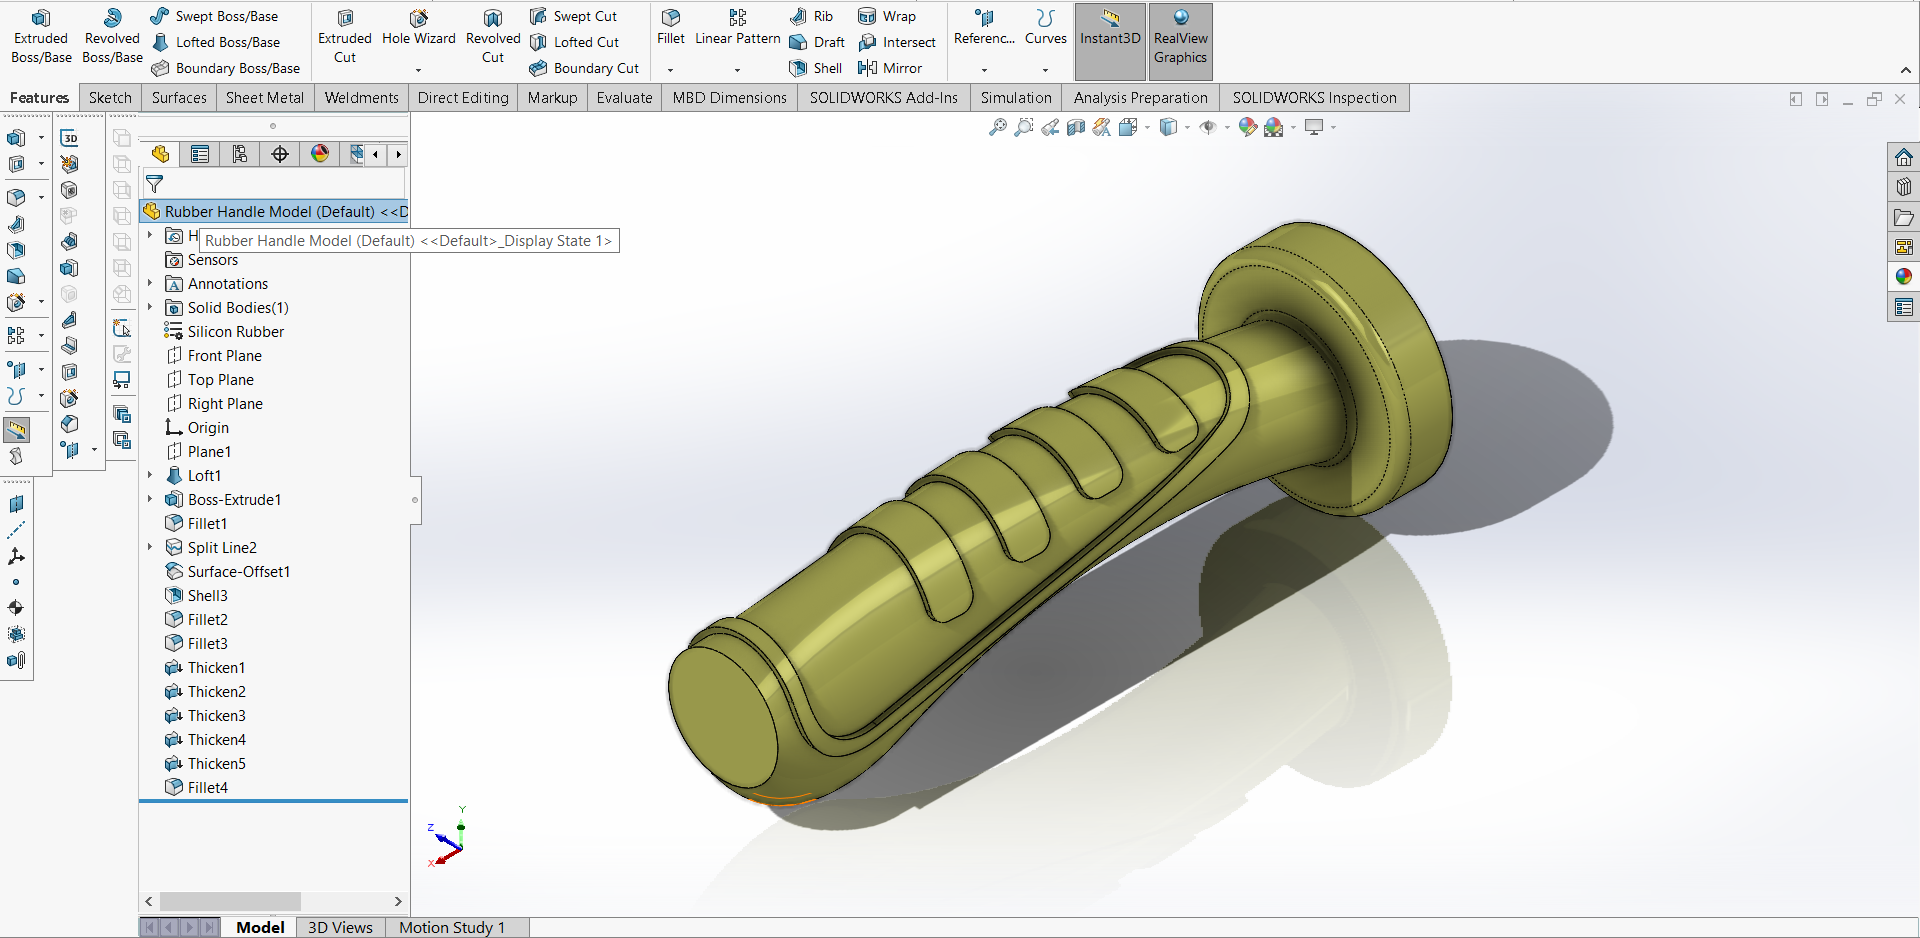 Extruded Boss/Base
Revolved Boss/Base
Swept Boss/Base
Lofted Boss/Base
Boundary Boss/Base
Extruded Cut
Hole Wizard
Revolved Cut
Swept Cut
Lofted Cut
Boundary Cut
Fillet
Linear Pattern
Rib
Draft
Shell
Wrap
Intersect
Mirror
Referenc...
Curves
Instant3D
RealView Graphics
Features
Sketch
Surfaces
Sheet Metal
Weldments
Direct Editing
Markup
Evaluate
MBD Dimensions
SOLIDWORKS Add-Ins
Simulation
Analysis Preparation
SOLIDWORKS Inspection
3D
Rubber Handle Model (Default) <<D
H
Rubber Handle Model (Default) <<Default>_Display State 1>
Sensors
Annotations
Solid Bodies(1)
Silicon Rubber
Front Plane
Top Plane
Right Plane
Origin
Plane1
Loft1
Boss-Extrude1
Fillet1
Split Line2
Surface-Offset1
Shell3
Fillet2
Fillet3
Thicken1
Thicken2
Thicken3
Thicken4
Thicken5
Fillet4
Y
Z
X
Model
3D Views
Motion Study 1